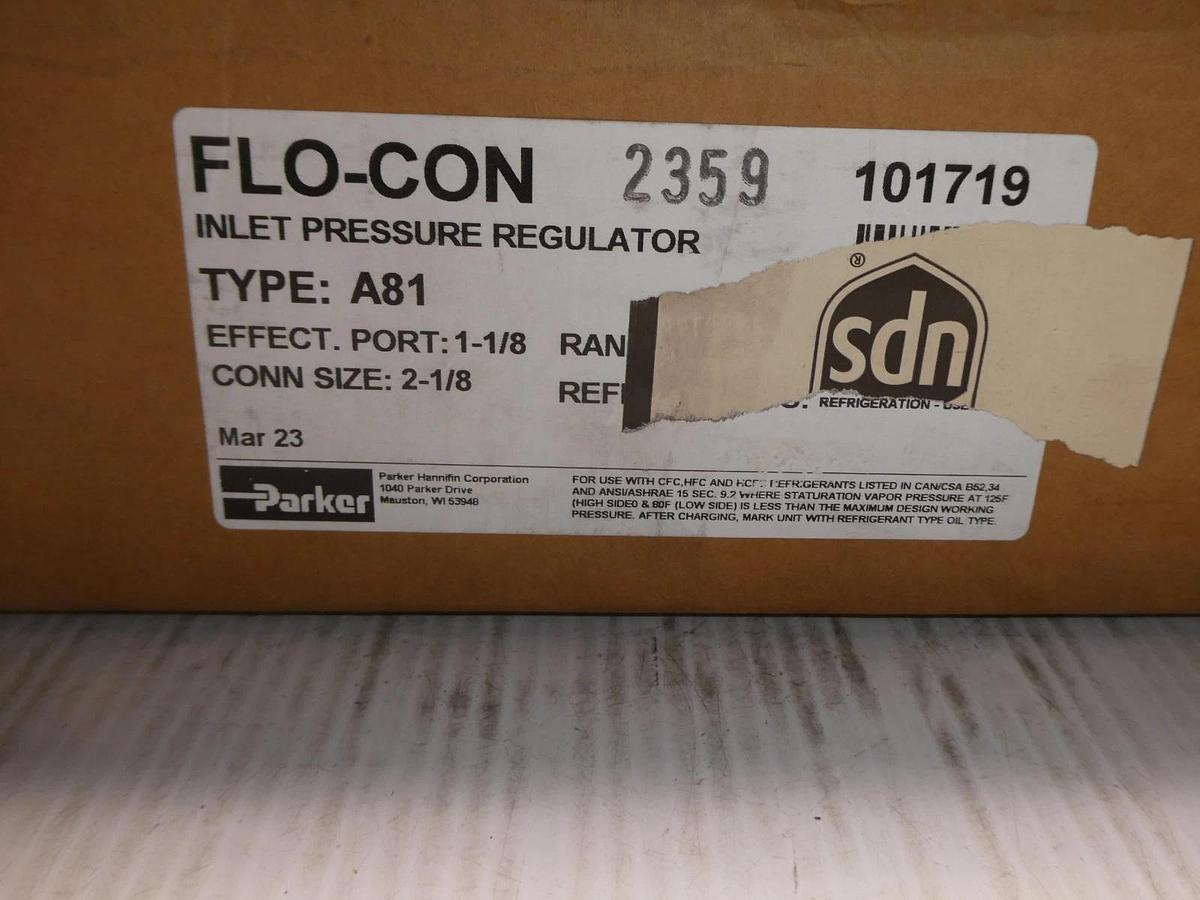 FLO-CON 2359 101719
INLET PRESSURE REGULATOR
TYPE: A81
®
sdn
EFFECT. PORT: 1-1/8 RAN
CONN SIZE: 2-1/8 REF
REFRIGERATION -
Mar 23
Parker
Parker Hannifin Corporation
1040 Parker Drive
Mauston, WI 53948
FOR USE WITH CFC,HFC AND REFRIGERANTS LISTED IN CAN/CSA B52,34
AND ANSI/ASHRAE 15 SEC. 9.2 WHERE STATURATION VAPOR PRESSURE AT 125F
(HIGH SIDE0 & 80F (LOW SIDE) IS LESS THAN THE MAXIMUM DESIGN WORKING
PRESSURE. AFTER CHARGING, MARK UNIT WITH REFRIGERANT TYPE OIL TYPE.